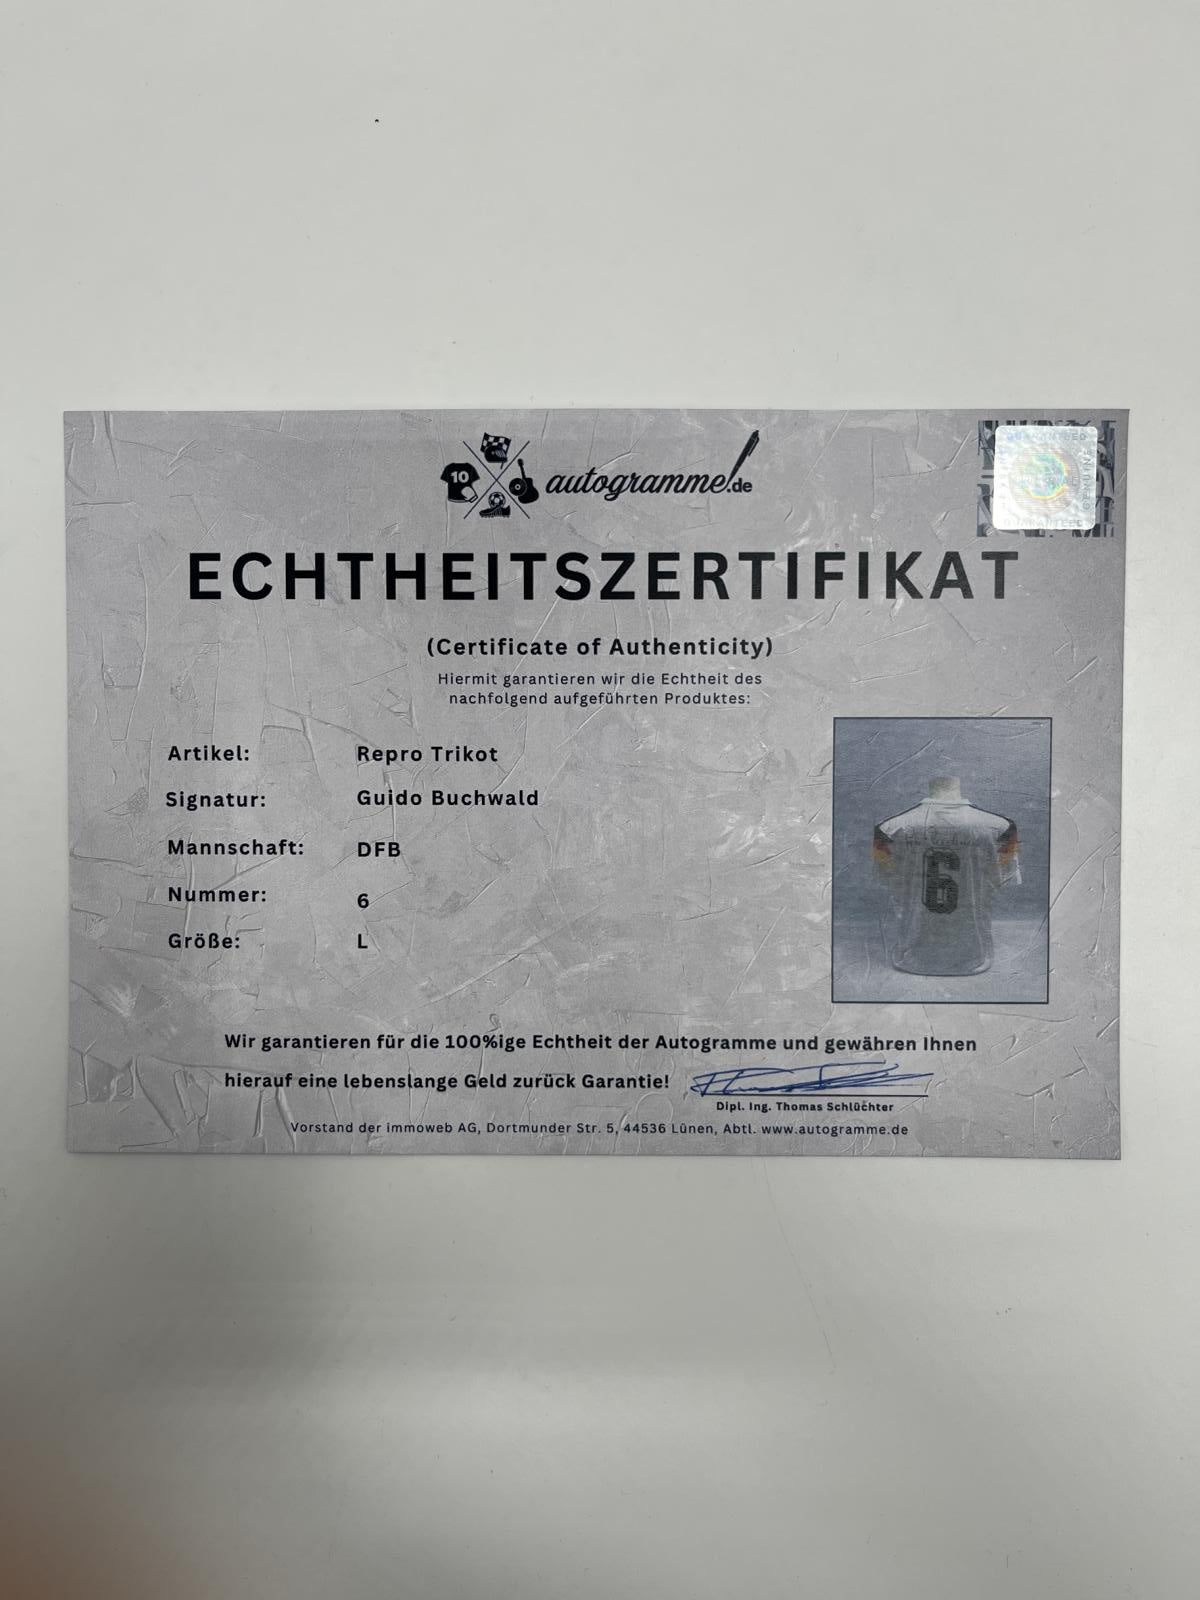 10
autogramme.de
GUARANTEED
GENUINE
GUARANTEED
ECHTHEITSZERTIFIKAT
(Certificate of Authenticity)
Hiermit garantieren wir die Echtheit des
nachfolgend aufgeführten Produktes:
Artikel: Repro Trikot
Signatur: Guido Buchwald
Mannschaft: DFB
Nummer: 6
Größe: L
6
Wir garantieren für die 100%ige Echtheit der Autogramme und gewähren Ihnen
hierauf eine lebenslange Geld zurück Garantie!
Dipl. Ing. Thomas Schlüchter
Vorstand der immoweb AG, Dortmunder Str. 5, 44536 Lünen, Abtl. www.autogramme.de